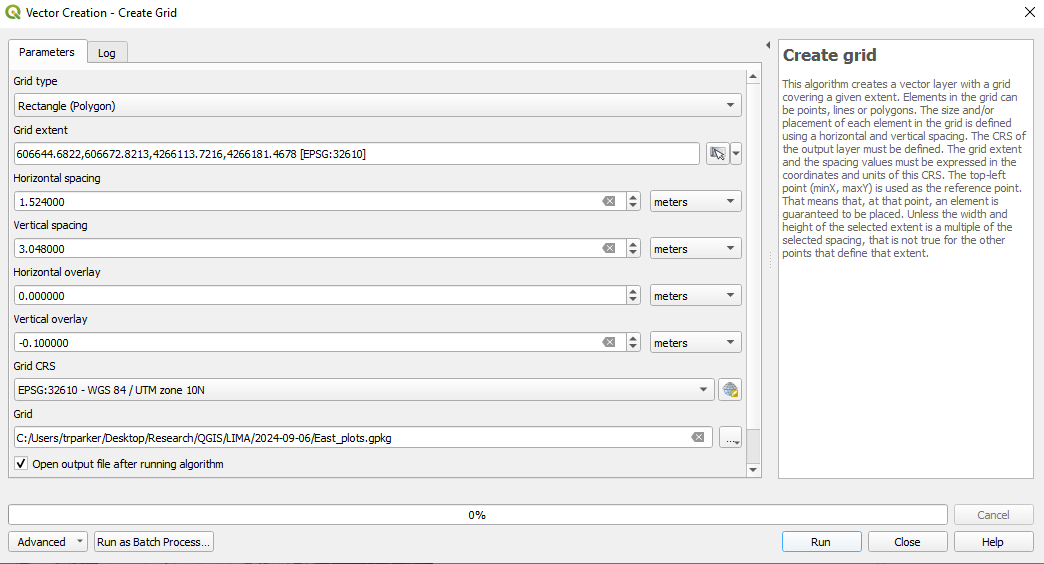 Vector Creation - Create Grid
Parameters
Log
Grid type
Rectangle (Polygon)
Grid extent
606644.6822,606672.8213,4266113.7216,4266181.4678 [EPSG:32610]
Horizontal spacing
1.524000
meters
Vertical spacing
3.048000
meters
Horizontal overlay
0.000000
meters
Vertical overlay
-0.100000
meters
Grid CRS
EPSG:32610 - WGS 84 / UTM zone 10N
Grid
C:/Users/trparker/Desktop/Research/QGIS/LIMA/2024-09-06/East_plots.gpkg
...
Open output file after running algorithm
Create grid
This algorithm creates a vector layer with a grid
covering a given extent. Elements in the grid can
be points, lines or polygons. The size and/or
placement of each element in the grid is defined
using a horizontal and vertical spacing. The CRS of
the output layer must be defined. The grid extent
and the spacing values must be expressed in the
coordinates and units of this CRS. The top-left
point (minX, maxY) is used as the reference point.
That means that, at that point, an element is
guaranteed to be placed. Unless the width and
height of the selected extent is a multiple of the
selected spacing, that is not true for the other
points that define that extent.
0%
Cancel
Advanced
Run as Batch Process...
Run
Close
Help